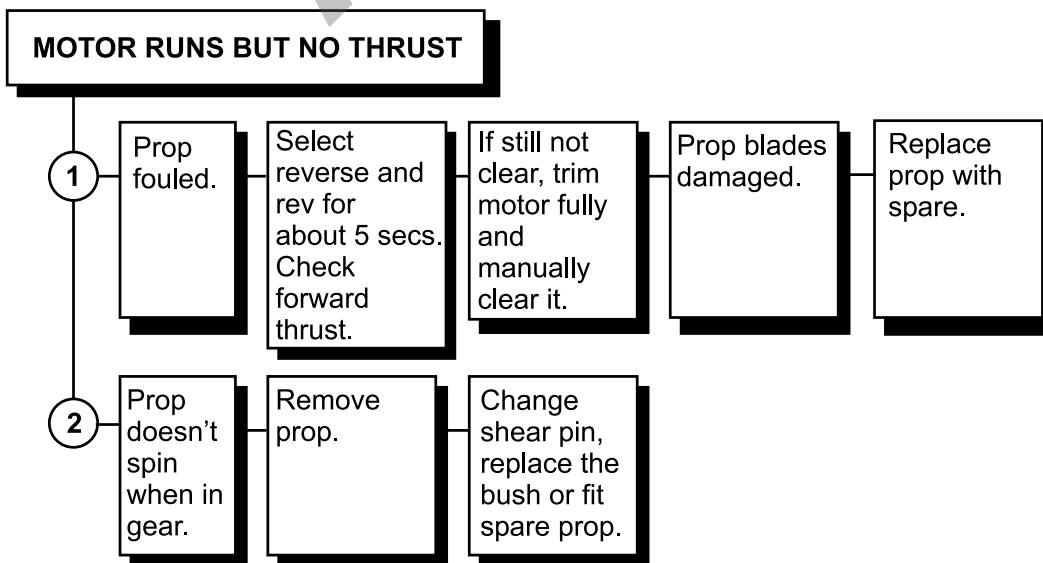 MOTOR RUNS BUT NO THRUST
1
Prop
fouled.
Select
reverse and
rev for
about 5 secs.
Check
forward
thrust.
If still not
clear, trim
motor fully
and
manually
clear it.
Prop blades
damaged.
Replace
prop with
spare.
2
Prop
doesn’t
spin
when in
gear.
Remove
prop.
Change
shear pin,
replace the
bush or fit
spare prop.